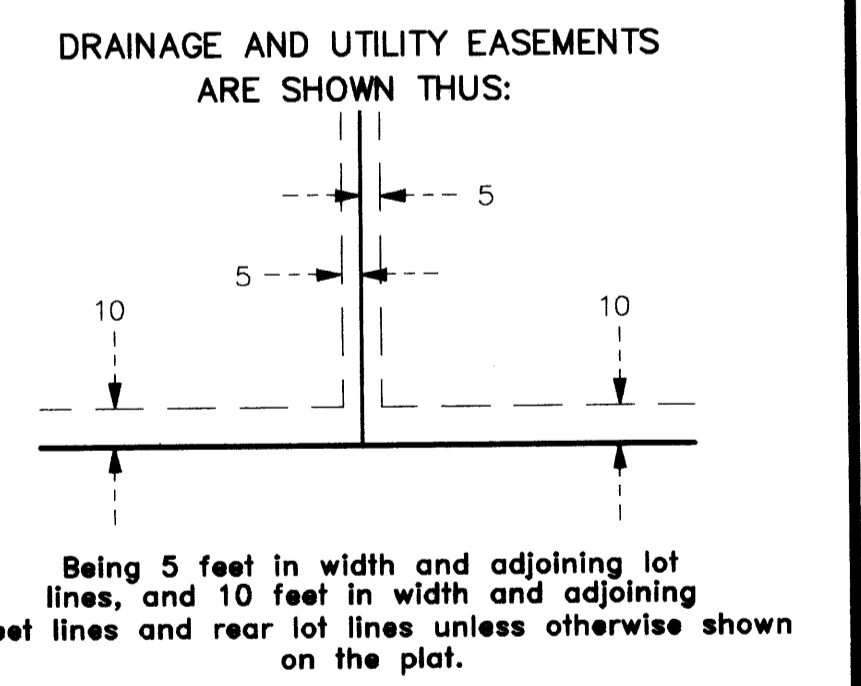 DRAINAGE AND UTILITY EASEMENTS
ARE SHOWN THUS:
5
5
10
10
Being 5 feet in width and adjoining lot
lines, and 10 feet in width and adjoining
eet lines and rear lot lines unless otherwise shown
on the plat.